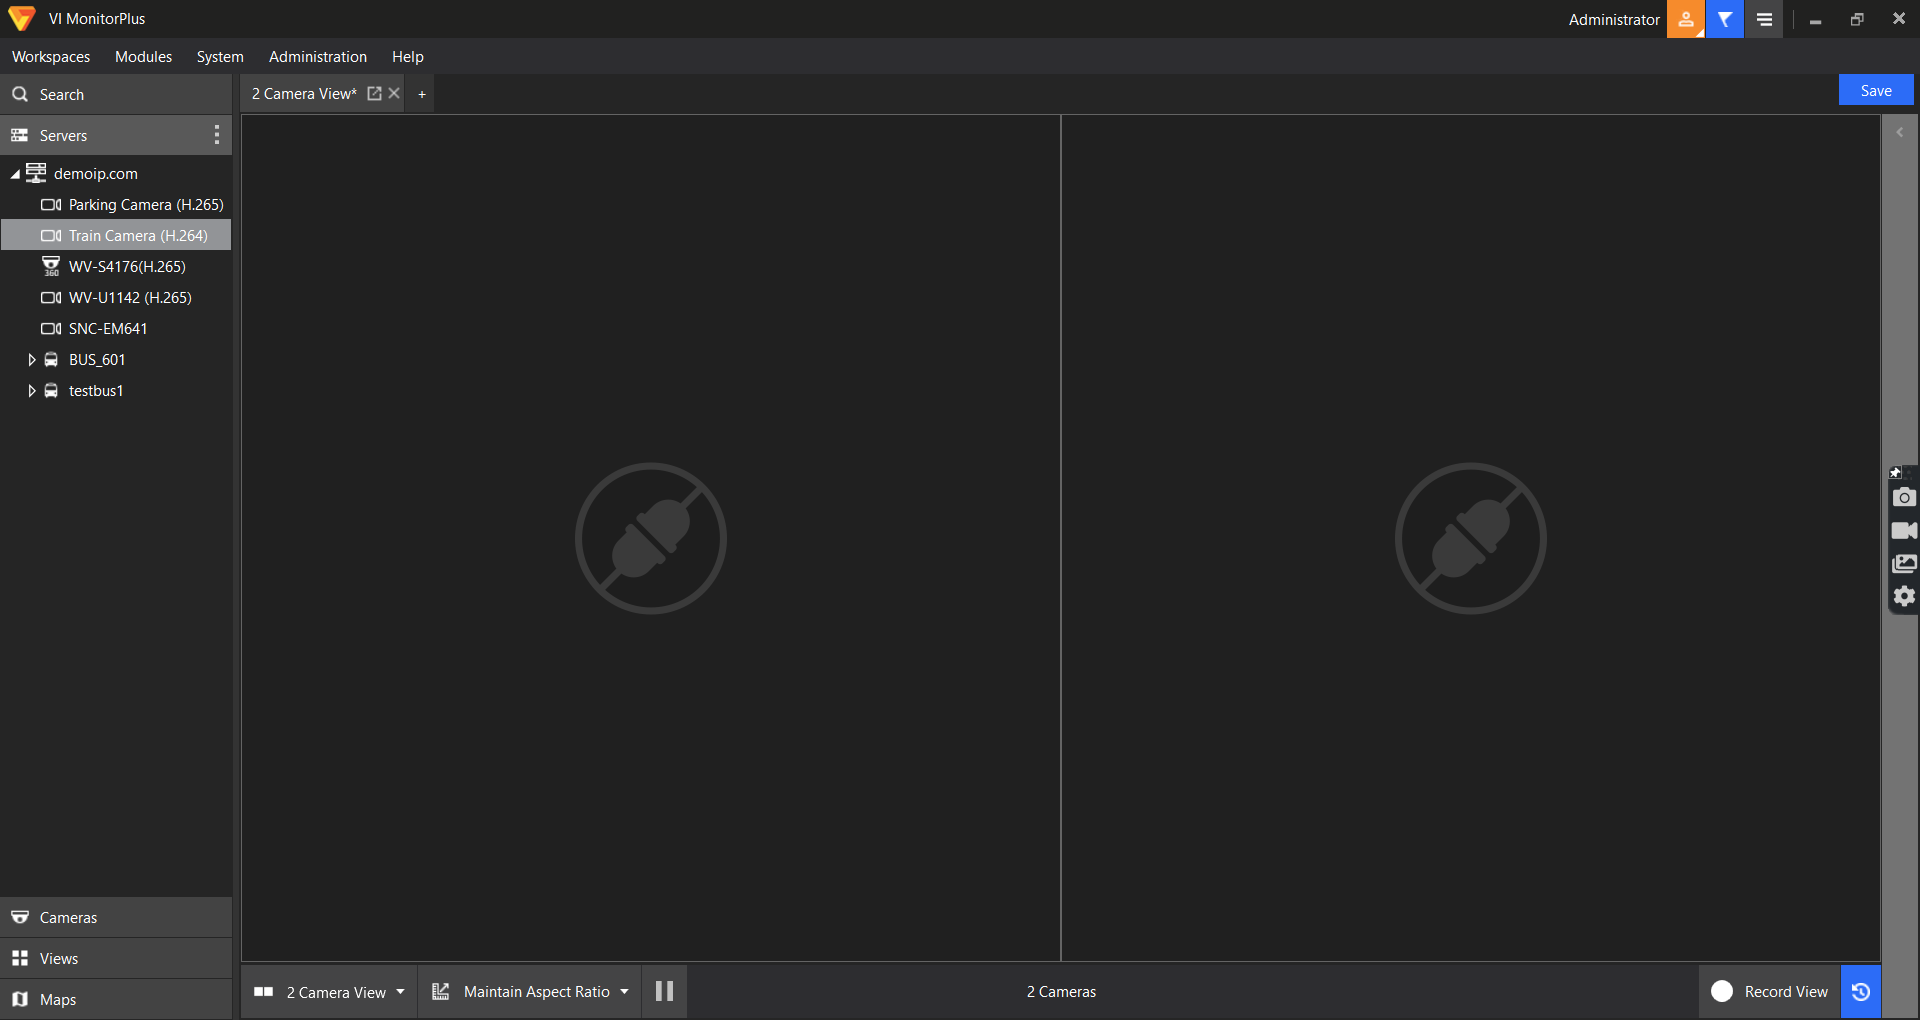 VI MonitorPlus
Administrator
Workspaces Modules System Administration Help
Search
2 Camera View* +
Save
Servers
demoip.com
Parking Camera (H.265)
Train Camera (H.264)
360 WV-S4176(H.265)
WV-U1142 (H.265)
SNC-EM641
BUS_601
testbus1
Cameras
Views
Maps
2 Camera View Maintain Aspect Ratio 2 Cameras Record View